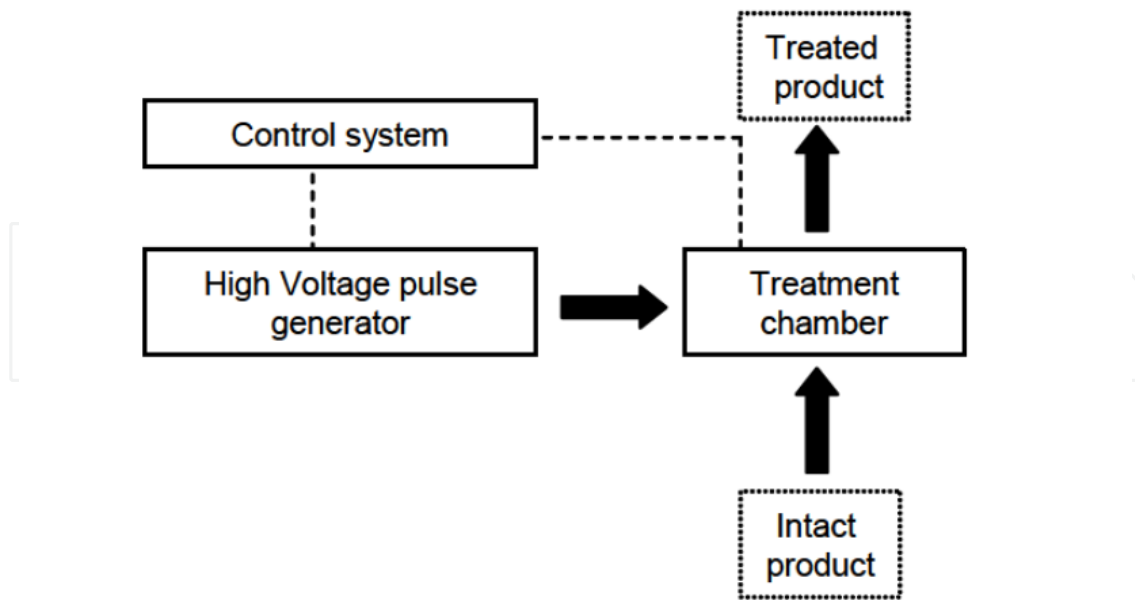 Treated
product
Control system
High Voltage pulse
generator
Treatment
chamber
Intact
product